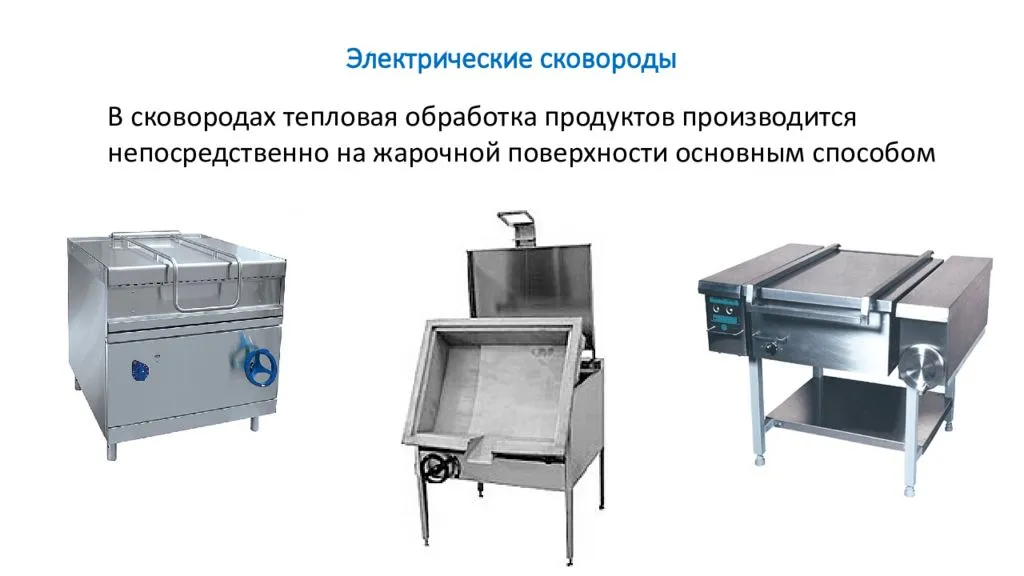 Электрические сковороды
В сковородах тепловая обработка продуктов производится
непосредственно на жарочной поверхности основным способом